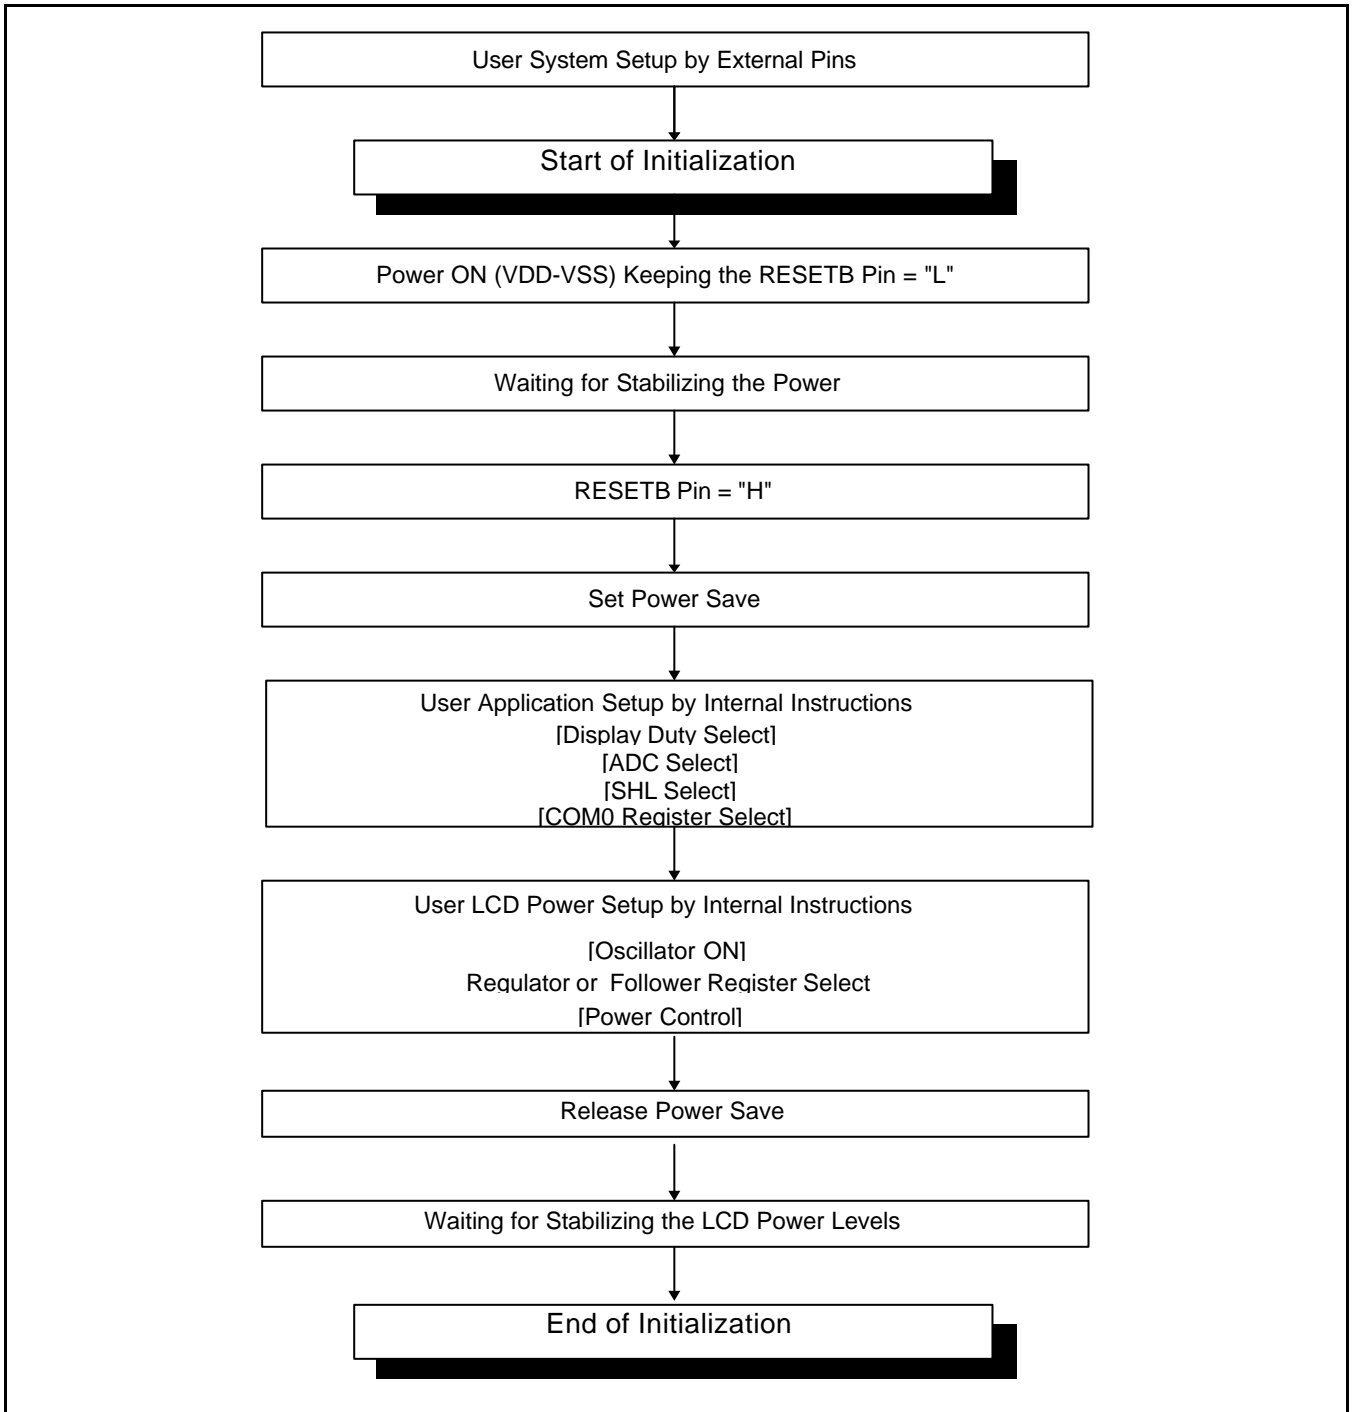 User System Setup by External Pins
Start of Initialization
Power ON (VDD-VSS) Keeping the RESETB Pin = "L"
Waiting for Stabilizing the Power
RESETB Pin = "H"
Set Power Save
User Application Setup by Internal Instructions
[Display Duty Select]
[ADC Select]
[SHL Select]
[COM0 Register Select]
User LCD Power Setup by Internal Instructions
[Oscillator ON]
Regulator or Follower Register Select
[Power Control]
Release Power Save
Waiting for Stabilizing the LCD Power Levels
End of Initialization